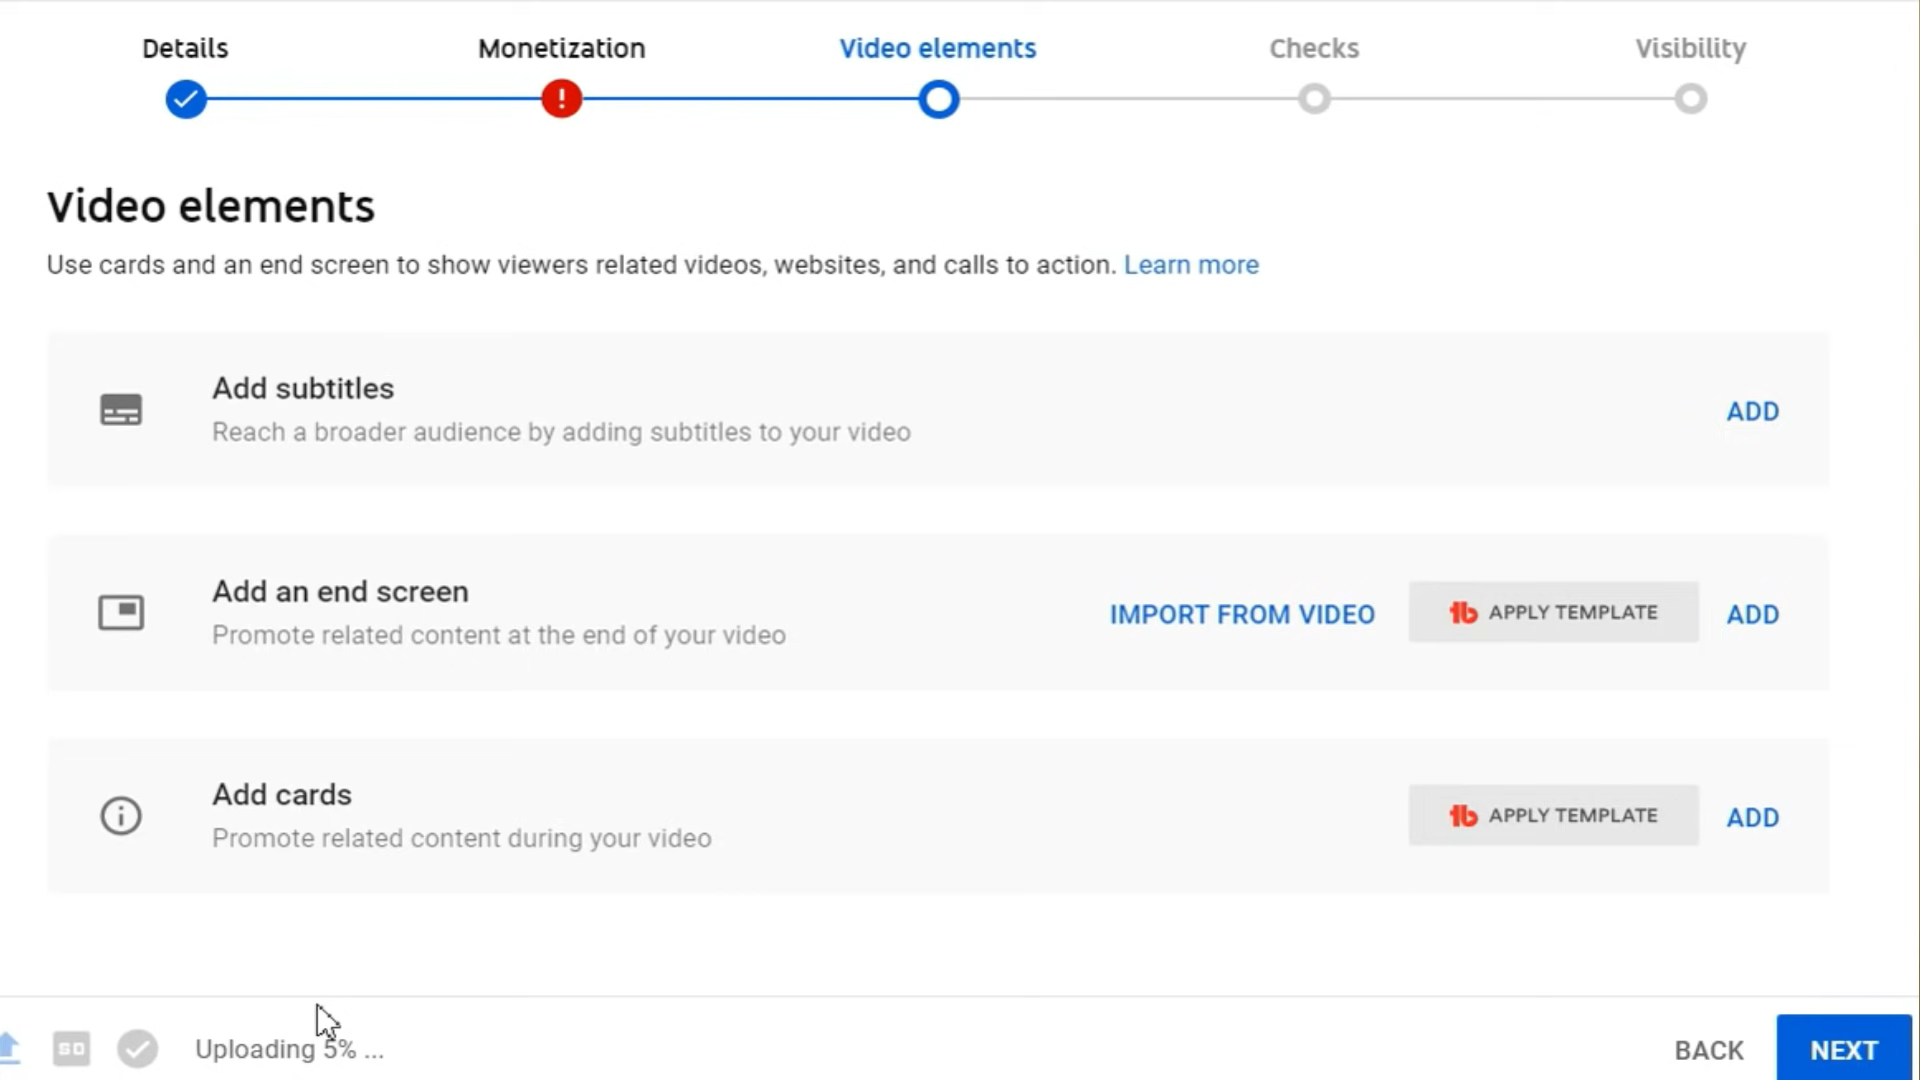 Details
Monetization
Video elements
Checks
Visibility
Video elements
Use cards and an end screen to show viewers related videos, websites, and calls to action. Learn more
Add subtitles
Reach a broader audience by adding subtitles to your video
ADD
Add an end screen
Promote related content at the end of your video
IMPORT FROM VIDEO
APPLY TEMPLATE
ADD
Add cards
Promote related content during your video
APPLY TEMPLATE
ADD
SD
Uploading 5% ...
BACK
NEXT